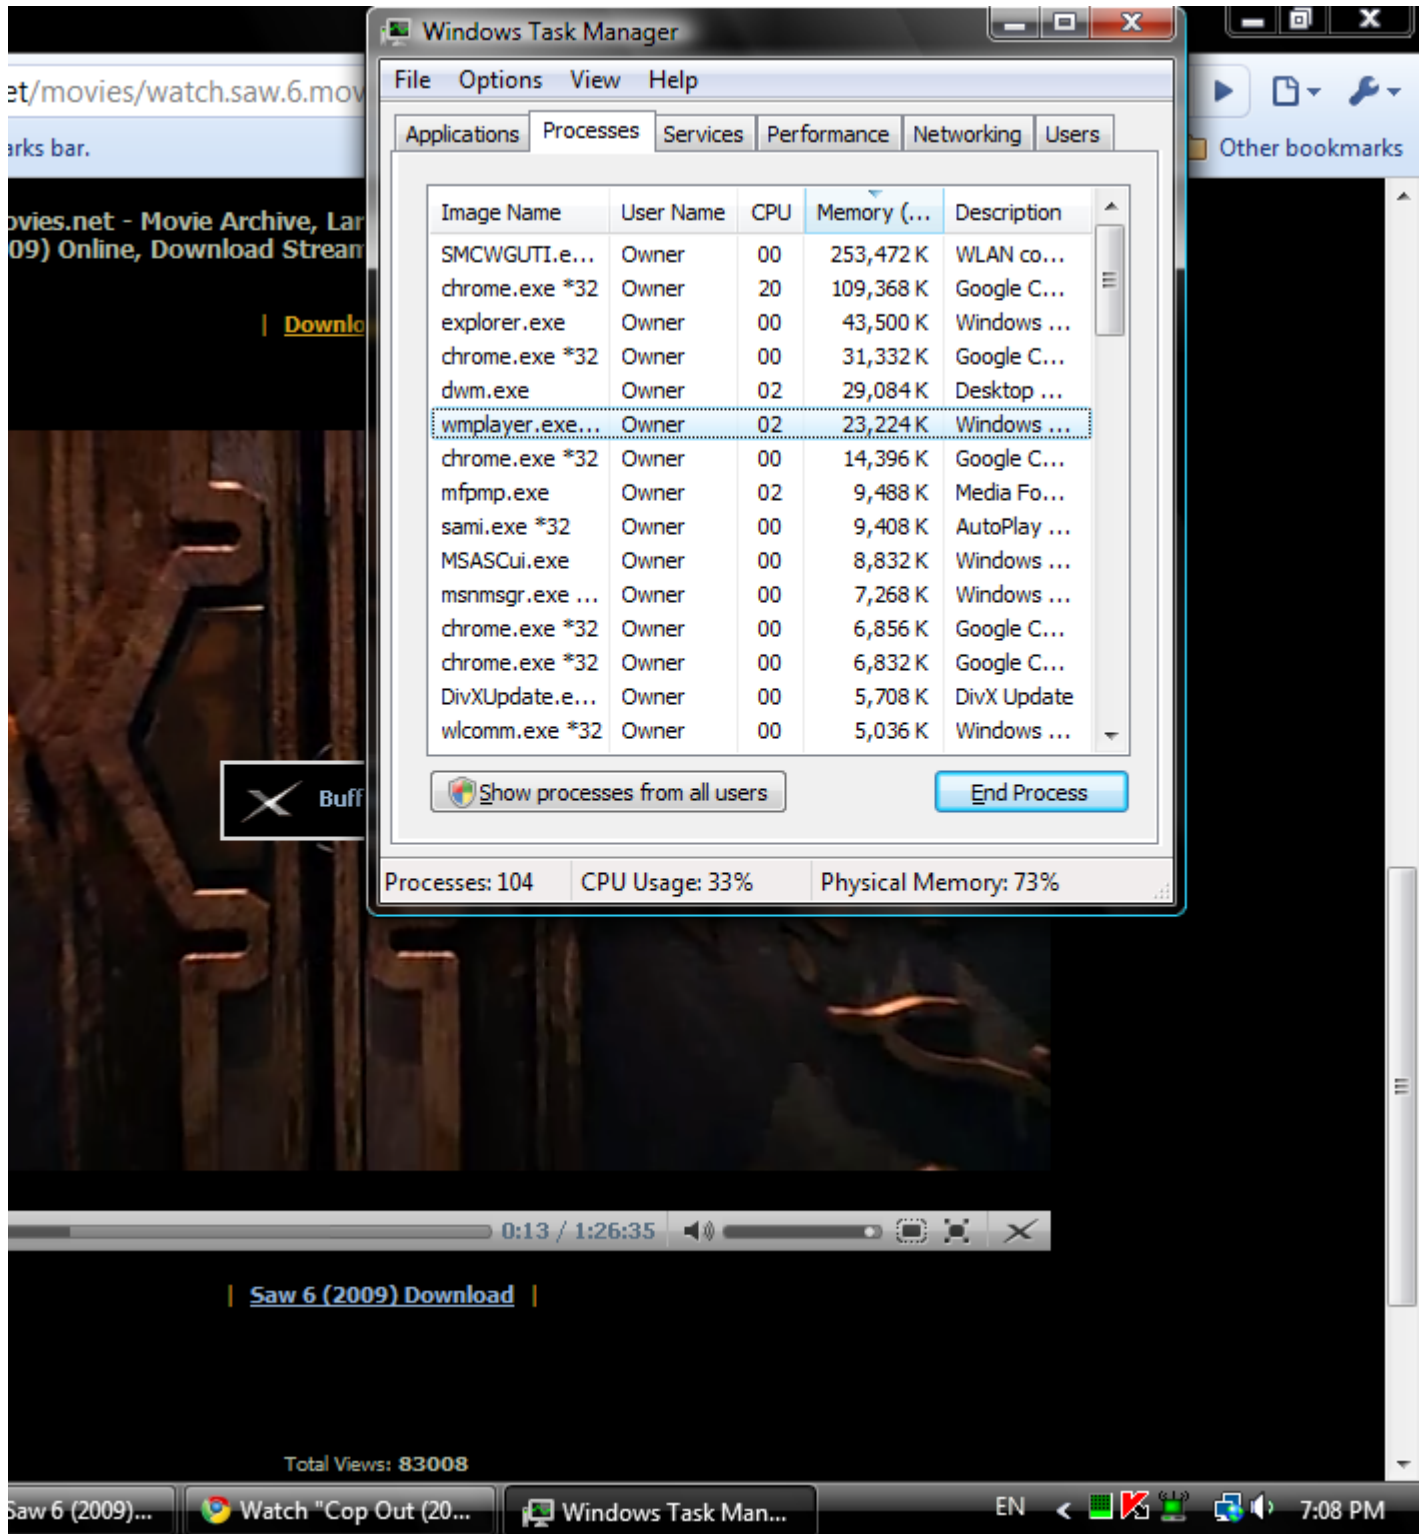 Windows Task Manager
File Options View Help
et/movies/watch.saw.6.mov
Applications Processes Services Performance Networking Users
arks bar.
Other bookmarks
ovies.net - Movie Archive, Lar
09) Online, Download Stream
| Downlo
Image Name User Name CPU Memory (... Description
SMCWGUTI.e... Owner 00 253,472 K WLAN co...
chrome.exe *32 Owner 20 109,368 K Google C...
explorer.exe Owner 00 43,500 K Windows ...
chrome.exe *32 Owner 00 31,332 K Google C...
dwm.exe Owner 02 29,084 K Desktop ...
wmplayer.exe... Owner 02 23,224 K Windows ...
chrome.exe *32 Owner 00 14,396 K Google C...
mfpmp.exe Owner 02 9,488 K Media Fo...
sami.exe *32 Owner 00 9,408 K AutoPlay ...
MSASCui.exe Owner 00 8,832 K Windows ...
msnmsgr.exe ... Owner 00 7,268 K Windows ...
chrome.exe *32 Owner 00 6,856 K Google C...
chrome.exe *32 Owner 00 6,832 K Google C...
DivXUpdate.e... Owner 00 5,708 K DivX Update
wlcomm.exe *32 Owner 00 5,036 K Windows ...
Show processes from all users End Process
Buff
Processes: 104 CPU Usage: 33% Physical Memory: 73%
0:13 / 1:26:35
| Saw 6 (2009) Download |
Total Views: 83008
Saw 6 (2009)... Watch "Cop Out (20... Windows Task Man... EN < 7:08 PM